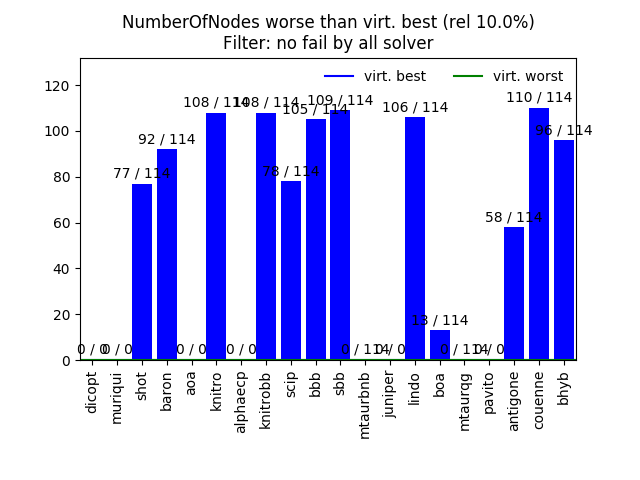 NumberOfNodes worse than virt. best (rel 10.0%)
Filter: no fail by all solver
virt. best
virt. worst
120
100
80
60
40
20
0
0 / 0
0 / 0
77 / 114
92 / 114
0 / 0
108 / 114
0 / 0
108 / 114
78 / 114
105 / 114
109 / 114
0 / 114
0 / 0
106 / 114
13 / 114
0 / 114
0 / 0
58 / 114
110 / 114
96 / 114
dicopt
muriqui
shot
baron
aoa
knitro
alphaecp
knitrobb
scip
bbb
sbb
mtaurbnb
juniper
lindo
boa
mtaurqg
pavito
antigone
couenne
bhyb